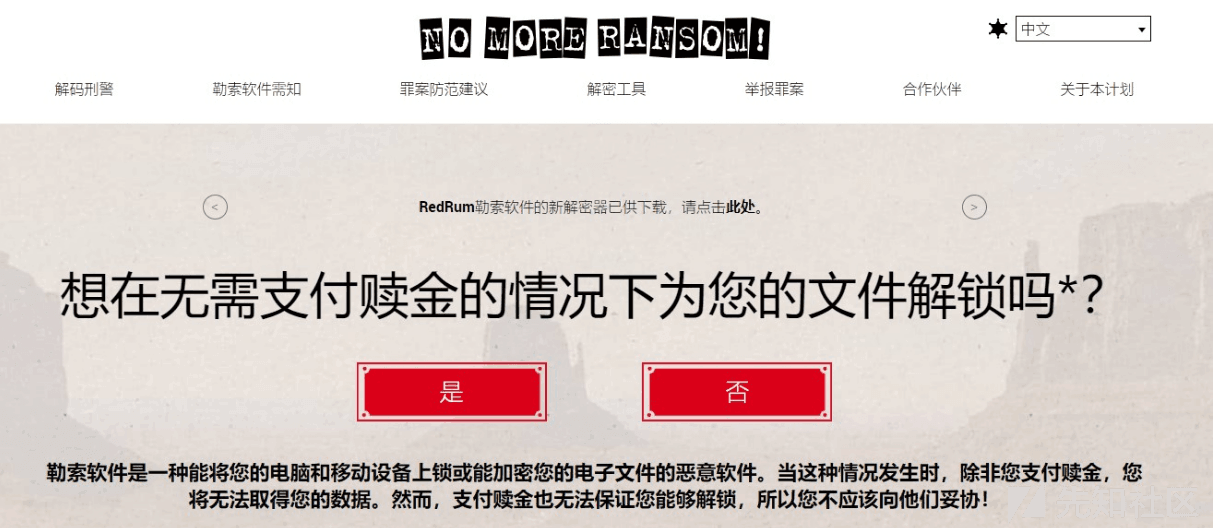 NO MORE RANSOM!
中文
解码刑警 勒索软件需知 罪案防范建议 解密工具 举报罪案 合作伙伴 关于本计划
< RedRum勒索软件的新解密器已供下载，请点击此处。 >
想在无需支付赎金的情况下为您的文件解锁吗*？
是 否
勒索软件是一种能将您的电脑和移动设备上锁或能加密您的电子文件的恶意软件。当这种情况发生时，除非您支付赎金，您
将无法取得您的数据。然而，支付赎金也无法保证您能够解锁，所以您不应该向他们妥协！